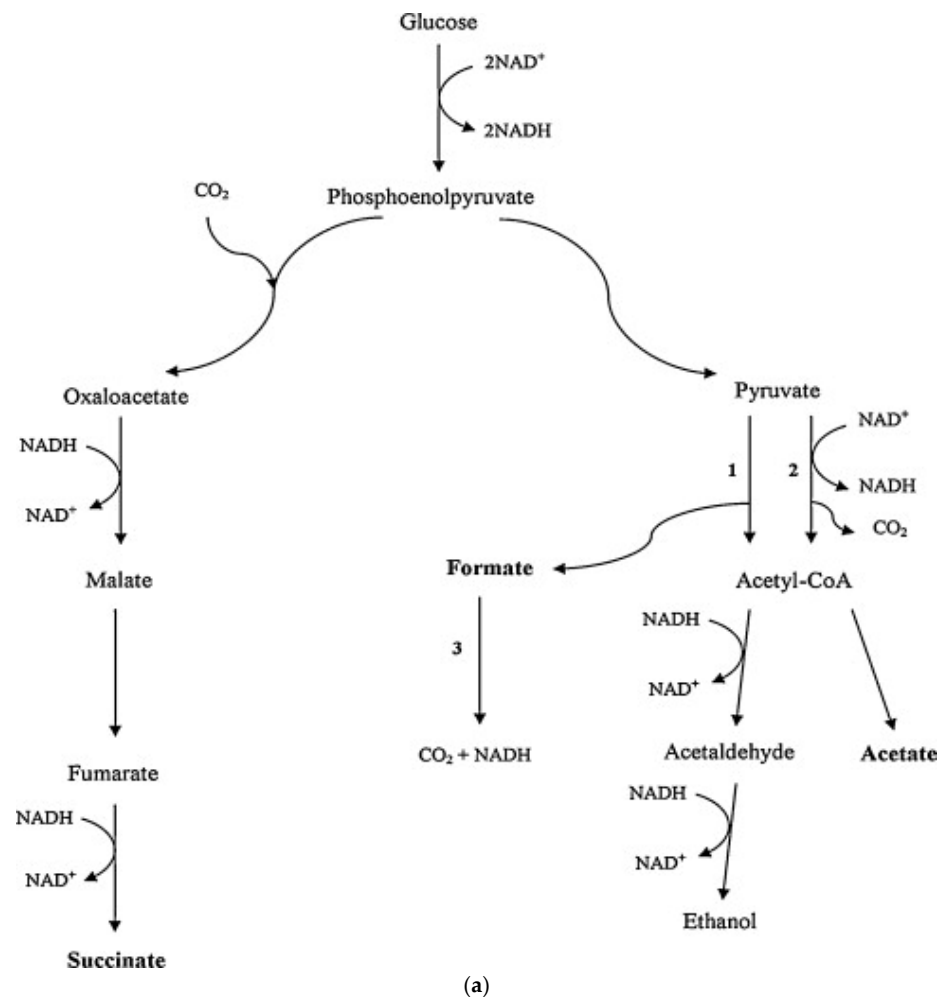 Glucose
2NAD⁺
2NADH
CO₂
Phosphoenolpyruvate
Oxaloacetate
Pyruvate
NADH
NAD⁺
NAD⁺
1
2
NADH
CO₂
Malate
Formate
Acetyl-CoA
NADH
3
NAD⁺
CO₂ + NADH
Fumarate
Acetaldehyde
Acetate
NADH
NAD⁺
NADH
NAD⁺
Ethanol
Succinate
(a)